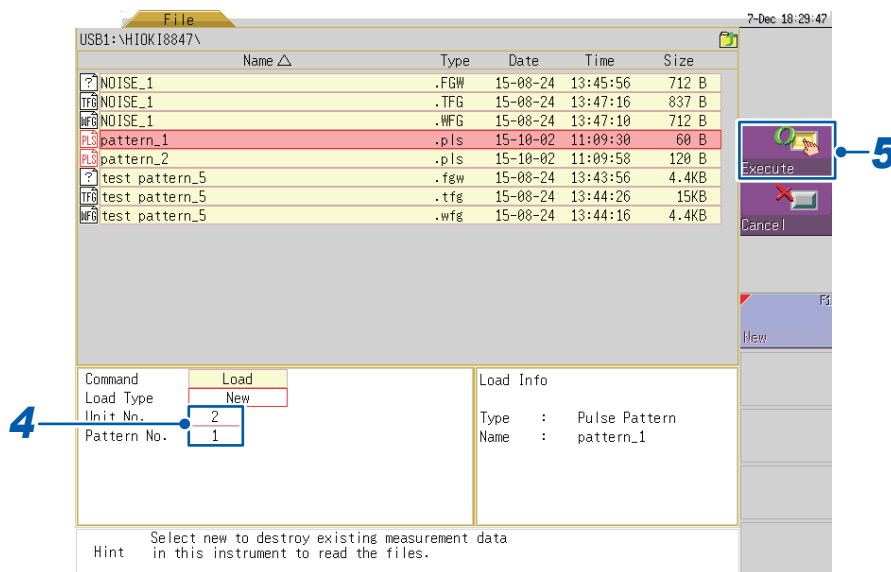 File
7-Dec 18:29:47
USB1:\HIOKI8847\
Name △ Type Date Time Size
? NOISE_1 .FGW 15-08-24 13:45:56 712 B
TFG NOISE_1 .TFG 15-08-24 13:47:16 837 B
WFG NOISE_1 .WFG 15-08-24 13:47:10 712 B
PLS pattern_1 .pls 15-10-02 11:09:30 60 B
PLS pattern_2 .pls 15-10-02 11:09:58 120 B
? test pattern_5 .fgw 15-08-24 13:43:56 4.4KB
TFG test pattern_5 .tfg 15-08-24 13:44:26 15KB
WFG test pattern_5 .wfg 15-08-24 13:44:16 4.4KB
Execute
5
Cancel
F1
New
Command Load
Load Type New
Unit No. 2
4
Pattern No. 1
Load Info
Type : Pulse Pattern
Name : pattern_1
Hint Select new to destroy existing measurement data
in this instrument to read the files.